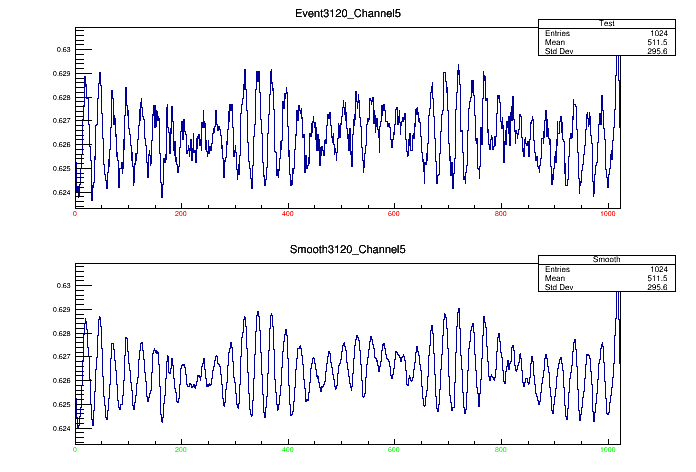 Event3120_Channel5
Test
Entries 1024
Mean 511.5
Std Dev 295.6
0.63
0.629
0.628
0.627
0.626
0.625
0.624
0 200 400 600 800 1000
Smooth3120_Channel5
Smooth
Entries 1024
Mean 511.5
Std Dev 295.6
0.63
0.629
0.628
0.627
0.626
0.625
0.624
0 200 400 600 800 1000